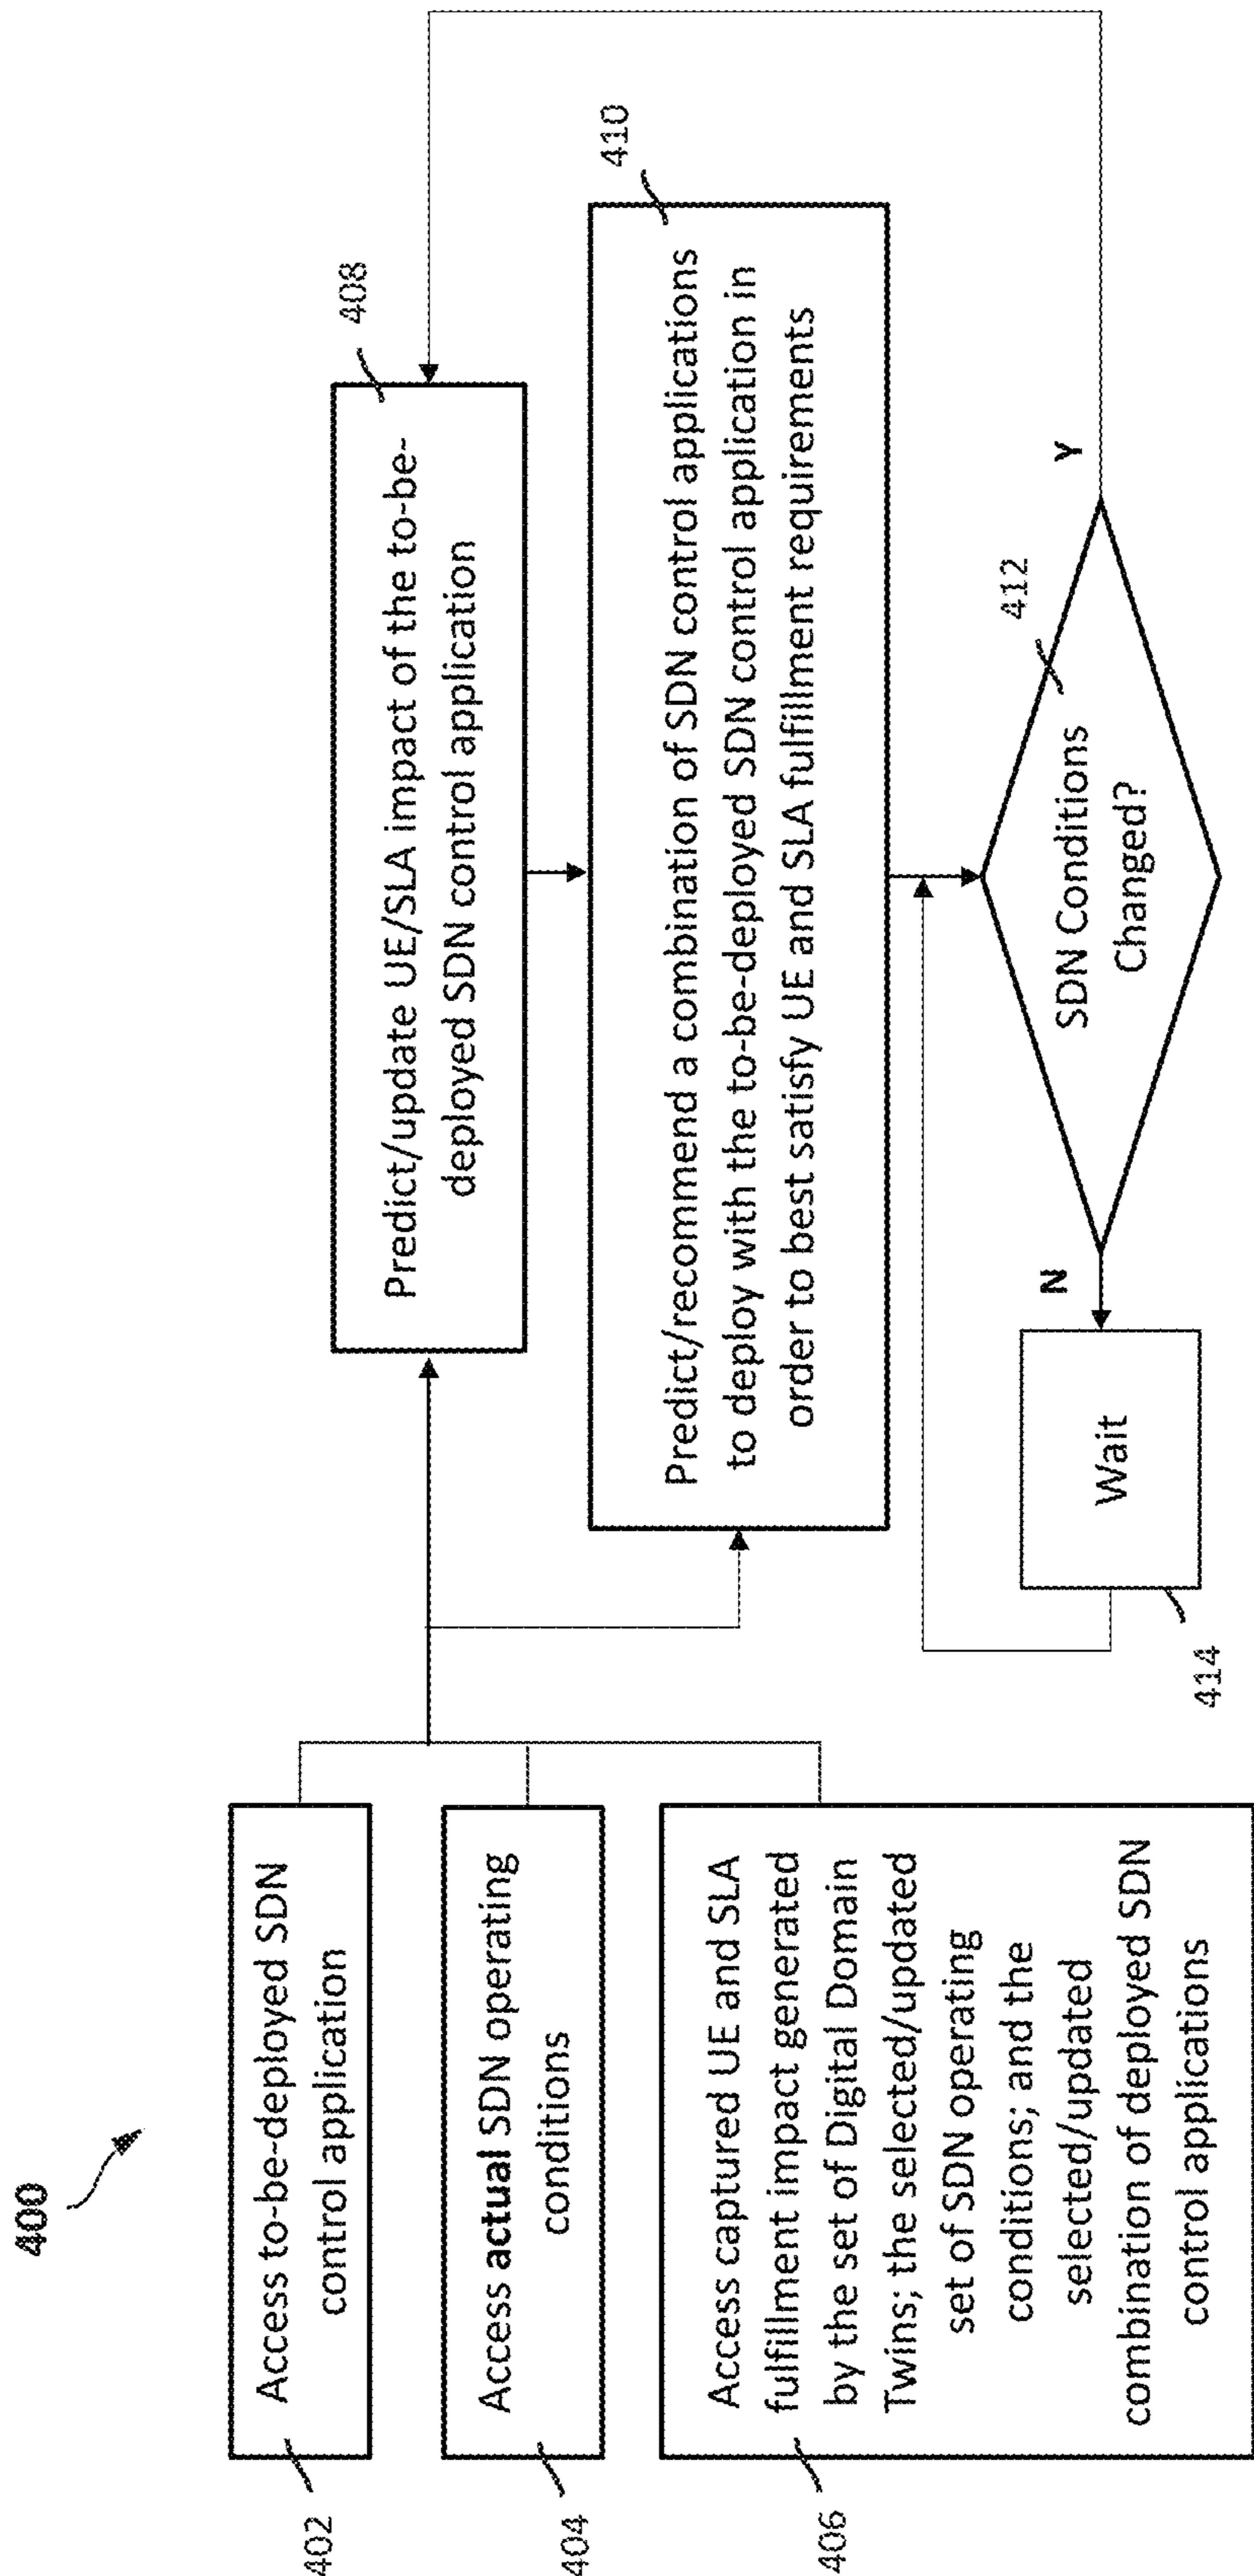 400
402
Access to-be-deployed SDN
control application
404
Access actual SDN operating
conditions
406
Access captured UE and SLA
fulfillment impact generated
by the set of Digital Domain
Twins; the selected/updated
set of SDN operating
conditions; and the
selected/updated
combination of deployed SDN
control applications
408
Predict/update UE/SLA impact of the to-be-
deployed SDN control application
410
Predict/recommend a combination of SDN control applications
to deploy with the to-be-deployed SDN control application in
order to best satisfy UE and SLA fulfillment requirements
412
SDN Conditions
Changed?
Y
N
Wait
414